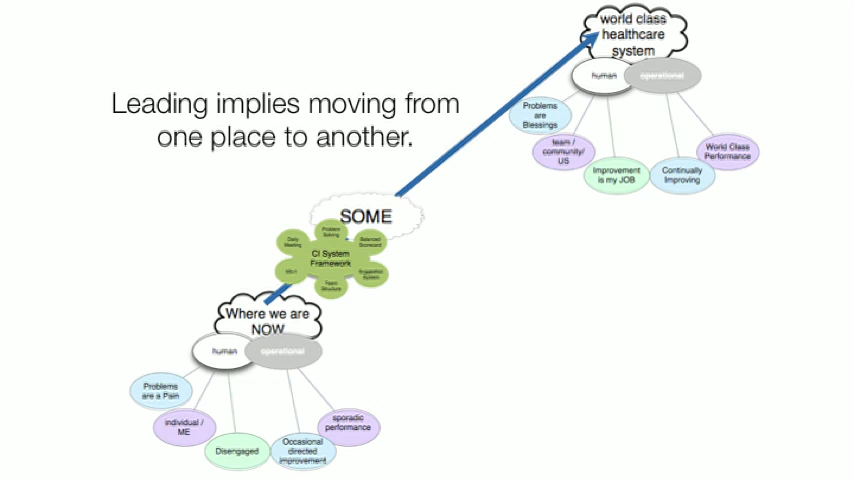 world class
healthcare
system
human
operational
Leading implies moving from
one place to another.
Problems
are
Blessings
team /
community/
US
Improvement
is my JOB
Continually
Improving
World Class
Performance
SOME
Problem
Solving
Daily
Meeting
Balanced
Scorecard
CI System
Framework
System
Team
Structure
Where we are
NOW
human
operational
Problems
are a Pain
individual /
ME
Disengaged
Occasional
directed
improvement
sporadic
performance